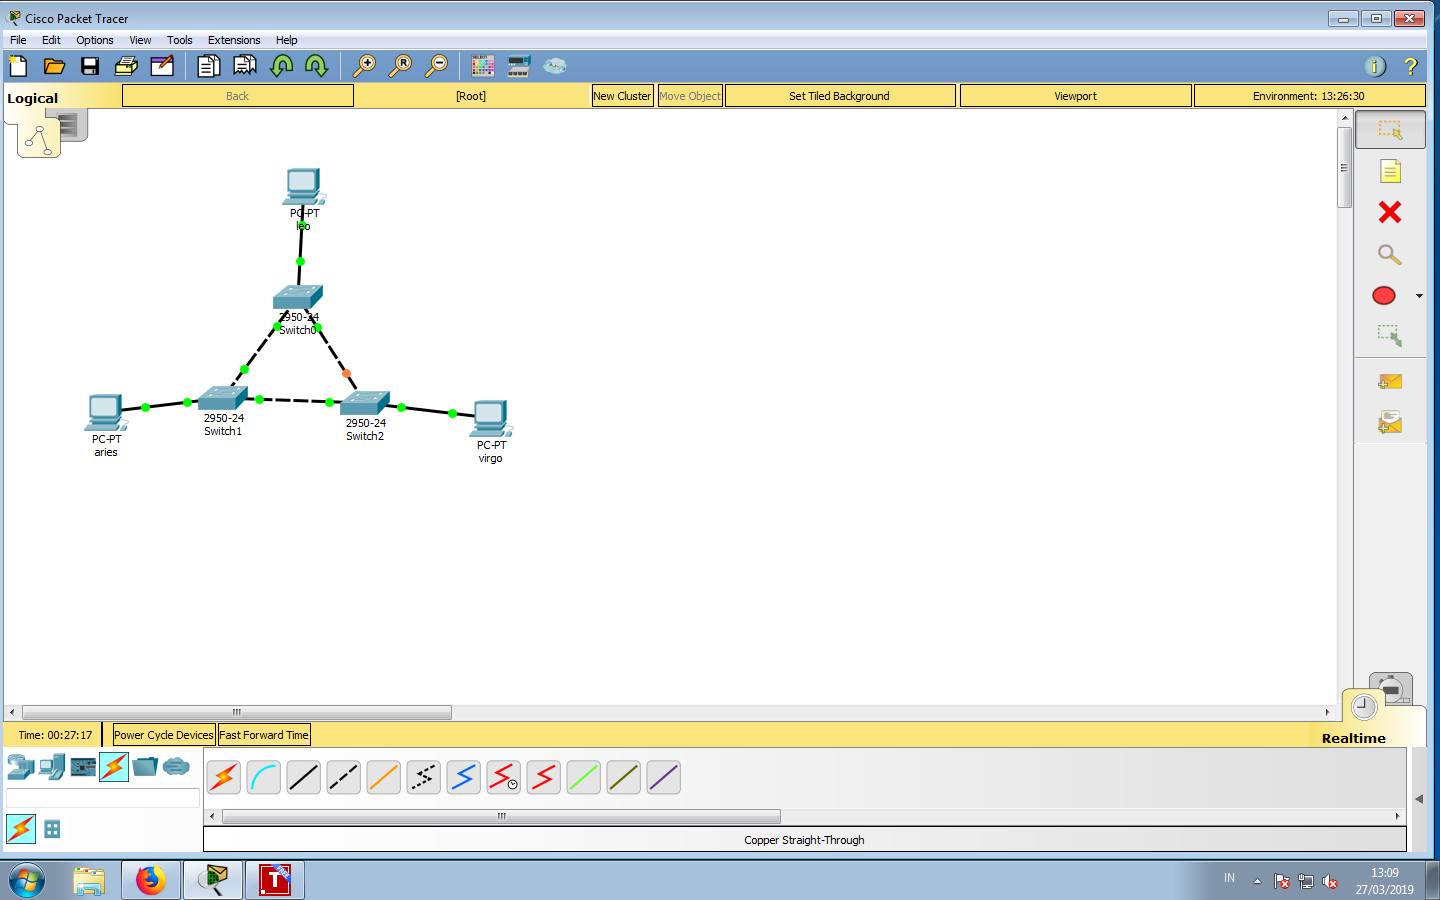 Cisco Packet Tracer
File Edit Options View Tools Extensions Help
Logical
Back
[Root]
New Cluster
Move Object
Set Tiled Background
Viewport
Environment: 13:26:30
PC-PT
leo
2950-24
Switch0
2950-24
Switch1
2950-24
Switch2
PC-PT
aries
PC-PT
virgo
Time: 00:27:17
Power Cycle Devices
Fast Forward Time
Realtime
Copper Straight-Through
IN
13:09
27/03/2019